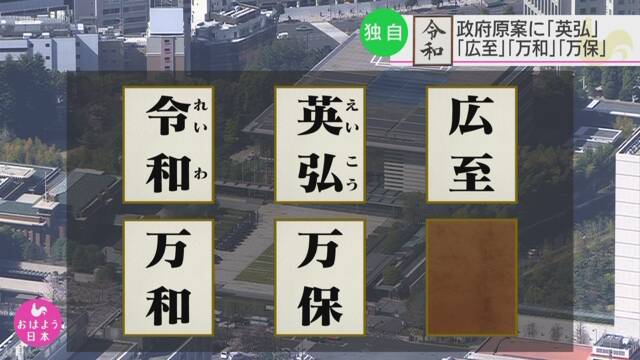 独自
令和
政府原案に「英弘」
「広至」「万和」「万保」
令和
れいわ
英弘
えいこう
広至
万和
万保
おはよう
日本